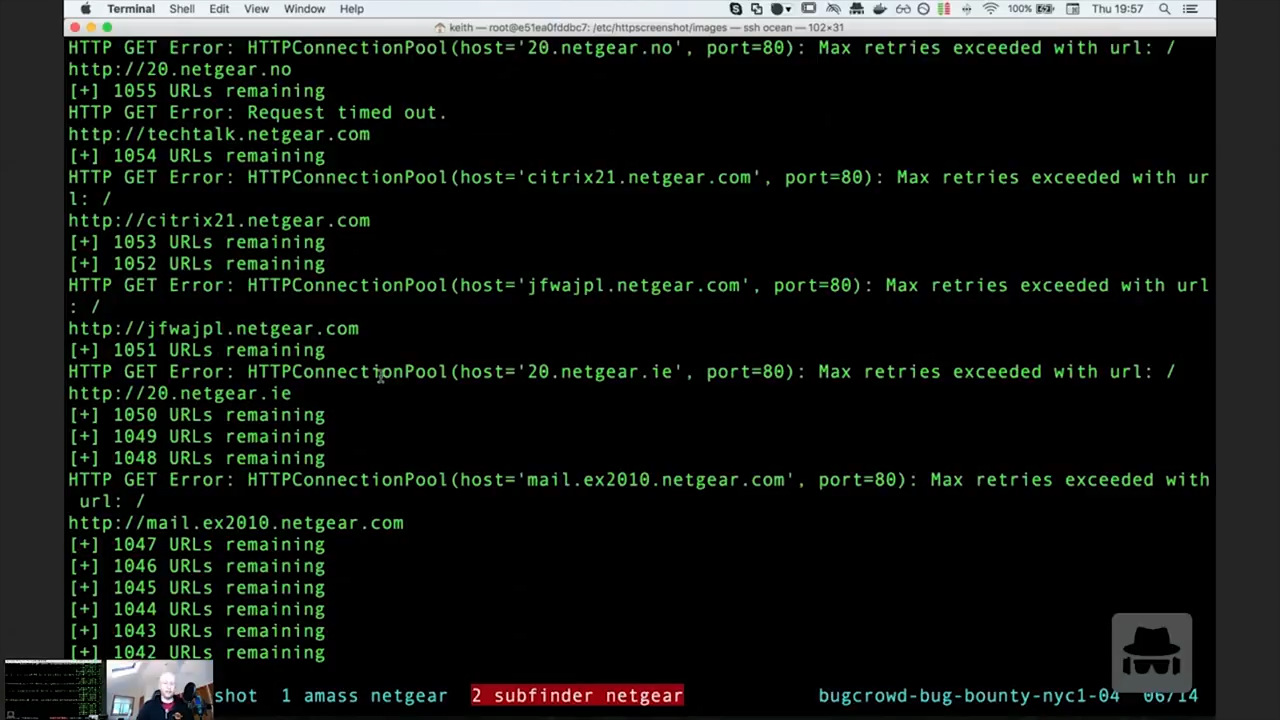 Terminal Shell Edit View Window Help 100% Thu 19:57
keith — root@e51ea0fddbc7: /etc/httpscreenshot/images — ssh ocean — 102×31
HTTP GET Error: HTTPConnectionPool(host='20.netgear.no', port=80): Max retries exceeded with url: /
http://20.netgear.no
[+] 1055 URLs remaining
HTTP GET Error: Request timed out.
http://techtalk.netgear.com
[+] 1054 URLs remaining
HTTP GET Error: HTTPConnectionPool(host='citrix21.netgear.com', port=80): Max retries exceeded with ur
l: /
http://citrix21.netgear.com
[+] 1053 URLs remaining
[+] 1052 URLs remaining
HTTP GET Error: HTTPConnectionPool(host='jfwajpl.netgear.com', port=80): Max retries exceeded with url
: /
http://jfwajpl.netgear.com
[+] 1051 URLs remaining
HTTP GET Error: HTTPConnectionPool(host='20.netgear.ie', port=80): Max retries exceeded with url: /
http://20.netgear.ie
[+] 1050 URLs remaining
[+] 1049 URLs remaining
[+] 1048 URLs remaining
HTTP GET Error: HTTPConnectionPool(host='mail.ex2010.netgear.com', port=80): Max retries exceeded with
url: /
http://mail.ex2010.netgear.com
[+] 1047 URLs remaining
[+] 1046 URLs remaining
[+] 1045 URLs remaining
[+] 1044 URLs remaining
[+] 1043 URLs remaining
[+] 1042 URLs remaining
shot 1 amass netgear 2 subfinder netgear bugcrowd-bug-bounty-nyc1-04 06/14